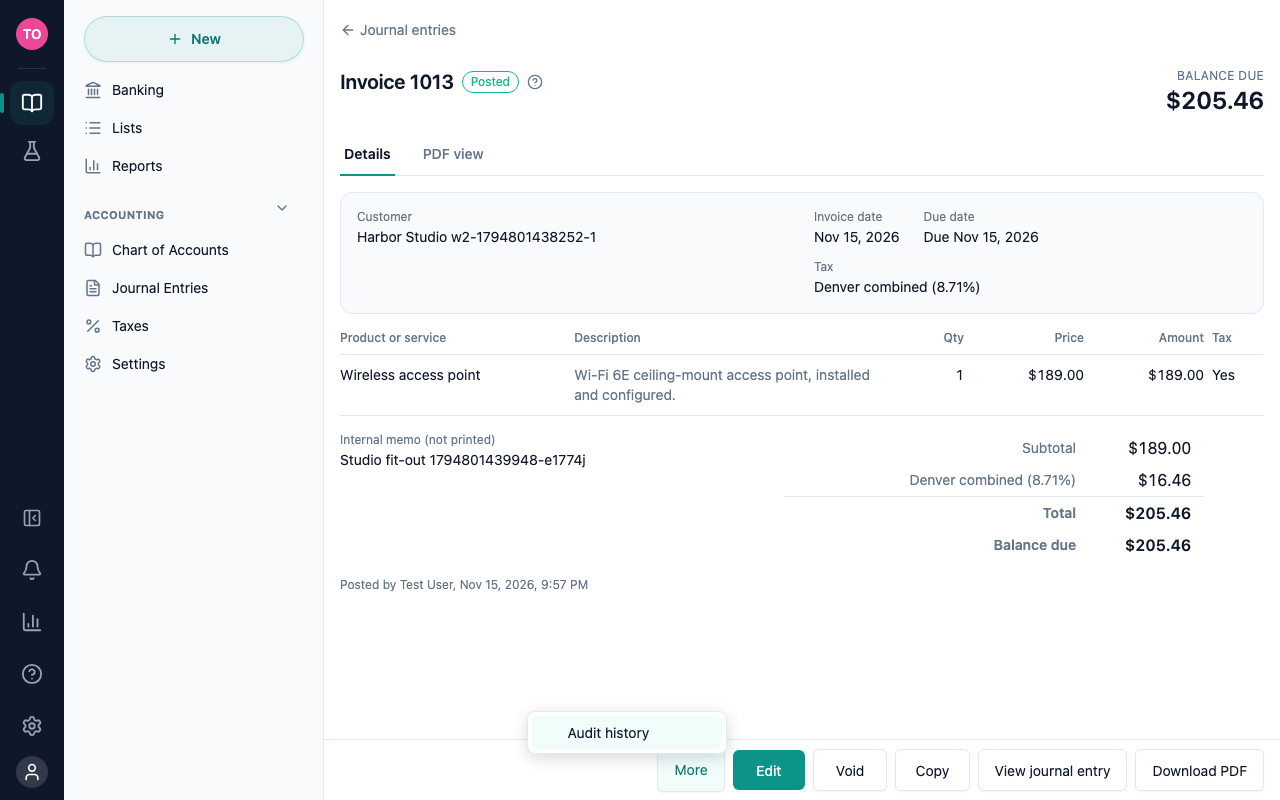 TO
New
Banking
Lists
Reports
ACCOUNTING
Chart of Accounts
Journal Entries
Taxes
Settings
Journal entries
Invoice 1013 Posted
BALANCE DUE
$205.46
Details PDF view
Customer Invoice date Due date
Harbor Studio w2-1794801438252-1 Nov 15, 2026 Due Nov 15, 2026
Tax
Denver combined (8.71%)
Product or service Description Qty Price Amount Tax
Wireless access point Wi-Fi 6E ceiling-mount access point, installed 1 $189.00 $189.00 Yes
and configured.
Internal memo (not printed)
Studio fit-out 1794801439948-e1774j
Subtotal $189.00
Denver combined (8.71%) $16.46
Total $205.46
Balance due $205.46
Posted by Test User, Nov 15, 2026, 9:57 PM
Audit history
More Edit Void Copy View journal entry Download PDF